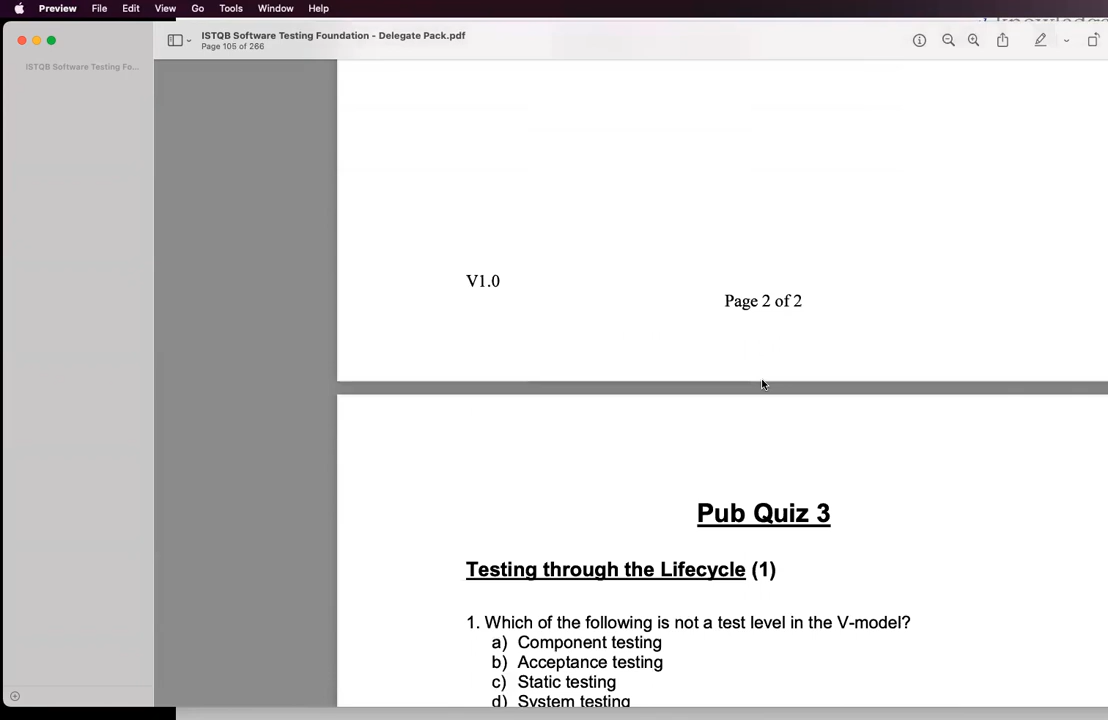 Preview File Edit View Go Tools Window Help
ISTQB Software Testing Foundation - Delegate Pack.pdf
Page 105 of 266
ISTQB Software Testing Fo...
V1.0
Page 2 of 2
Pub Quiz 3
Testing through the Lifecycle (1)
1. Which of the following is not a test level in the V-model?
a) Component testing
b) Acceptance testing
c) Static testing
d) System testing